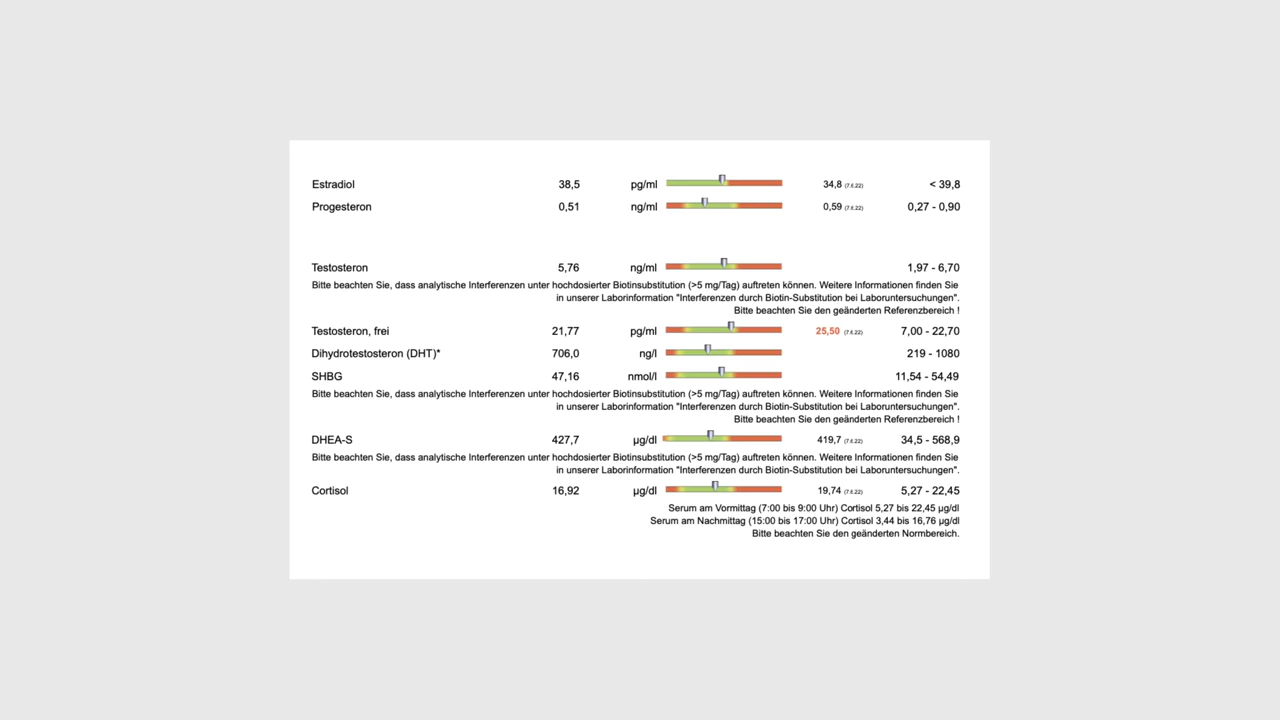 Estradiol 38,5 pg/ml 34,8 (7.6.22) < 39,8
Progesteron 0,51 ng/ml 0,59 (7.6.22) 0,27 - 0,90
Testosteron 5,76 ng/ml 1,97 - 6,70
Bitte beachten Sie, dass analytische Interferenzen unter hochdosierter Biotinsubstitution (>5 mg/Tag) auftreten können. Weitere Informationen finden Sie
in unserer Laborinformation "Interferenzen durch Biotin-Substitution bei Laboruntersuchungen".
Bitte beachten Sie den geänderten Referenzbereich !
Testosteron, frei 21,77 pg/ml 25,50 (7.6.22) 7,00 - 22,70
Dihydrotestosteron (DHT)* 706,0 ng/l 219 - 1080
SHBG 47,16 nmol/l 11,54 - 54,49
Bitte beachten Sie, dass analytische Interferenzen unter hochdosierter Biotinsubstitution (>5 mg/Tag) auftreten können. Weitere Informationen finden Sie
in unserer Laborinformation "Interferenzen durch Biotin-Substitution bei Laboruntersuchungen".
Bitte beachten Sie den geänderten Referenzbereich !
DHEA-S 427,7 µg/dl 419,7 (7.6.22) 34,5 - 568,9
Bitte beachten Sie, dass analytische Interferenzen unter hochdosierter Biotinsubstitution (>5 mg/Tag) auftreten können. Weitere Informationen finden Sie
in unserer Laborinformation "Interferenzen durch Biotin-Substitution bei Laboruntersuchungen".
Cortisol 16,92 µg/dl 19,74 (7.6.22) 5,27 - 22,45
Serum am Vormittag (7:00 bis 9:00 Uhr) Cortisol 5,27 bis 22,45 µg/dl
Serum am Nachmittag (15:00 bis 17:00 Uhr) Cortisol 3,44 bis 16,76 µg/dl
Bitte beachten Sie den geänderten Normbereich.